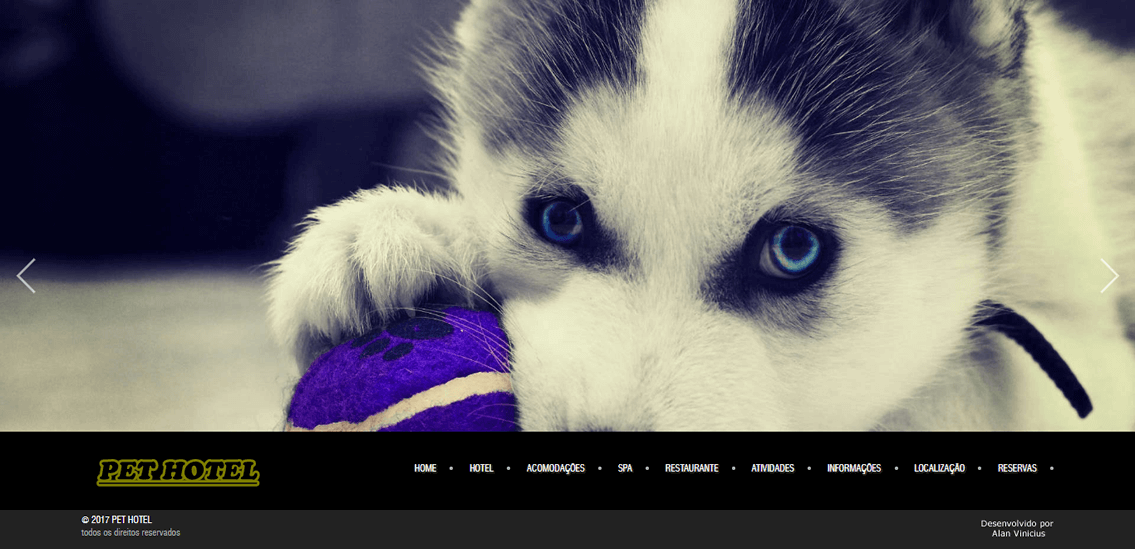 PET HOTEL
HOME • HOTEL • ACOMODAÇÕES • SPA • RESTAURANTE • ATIVIDADES • INFORMAÇÕES • LOCALIZAÇÃO • RESERVAS •
© 2017 PET HOTEL
todos os direitos reservados
Desenvolvido por
Alan Vinicius